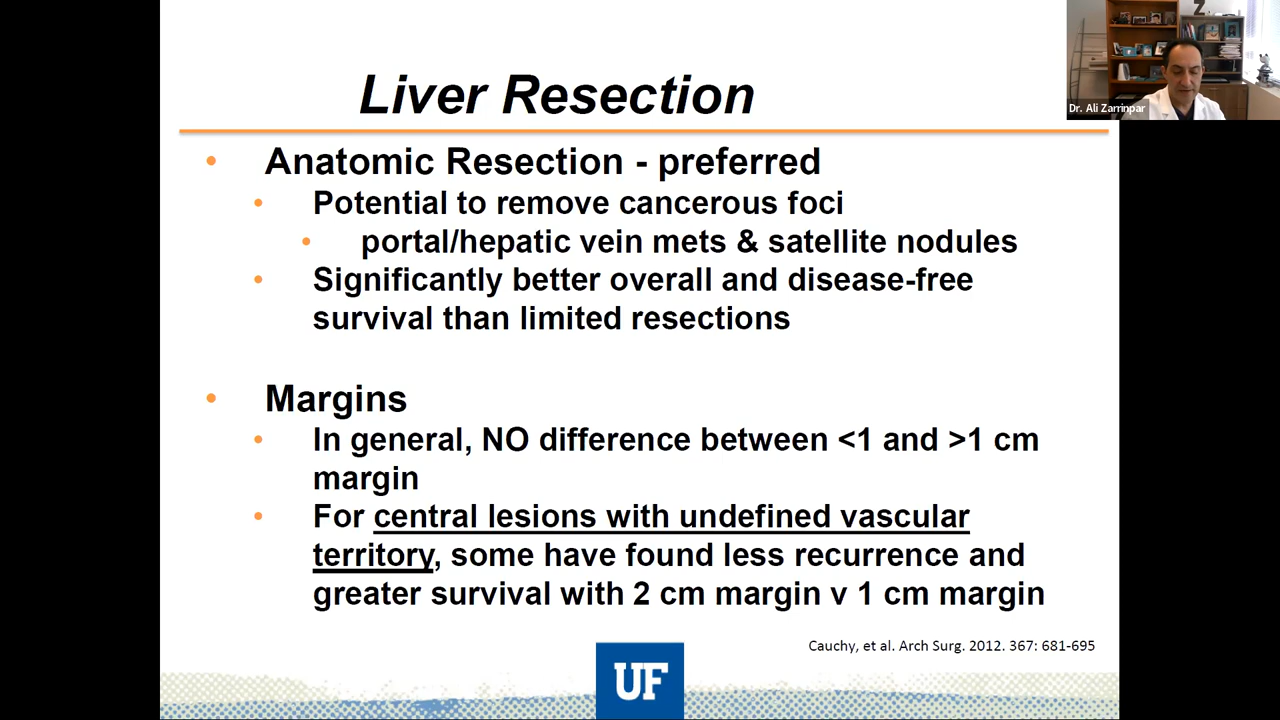 Liver Resection
Dr. Ali Zarrinpar
• Anatomic Resection - preferred
• Potential to remove cancerous foci
• portal/hepatic vein mets & satellite nodules
• Significantly better overall and disease-free
survival than limited resections
• Margins
• In general, NO difference between <1 and >1 cm
margin
• For central lesions with undefined vascular
territory, some have found less recurrence and
greater survival with 2 cm margin v 1 cm margin
Cauchy, et al. Arch Surg. 2012. 367: 681-695
UF